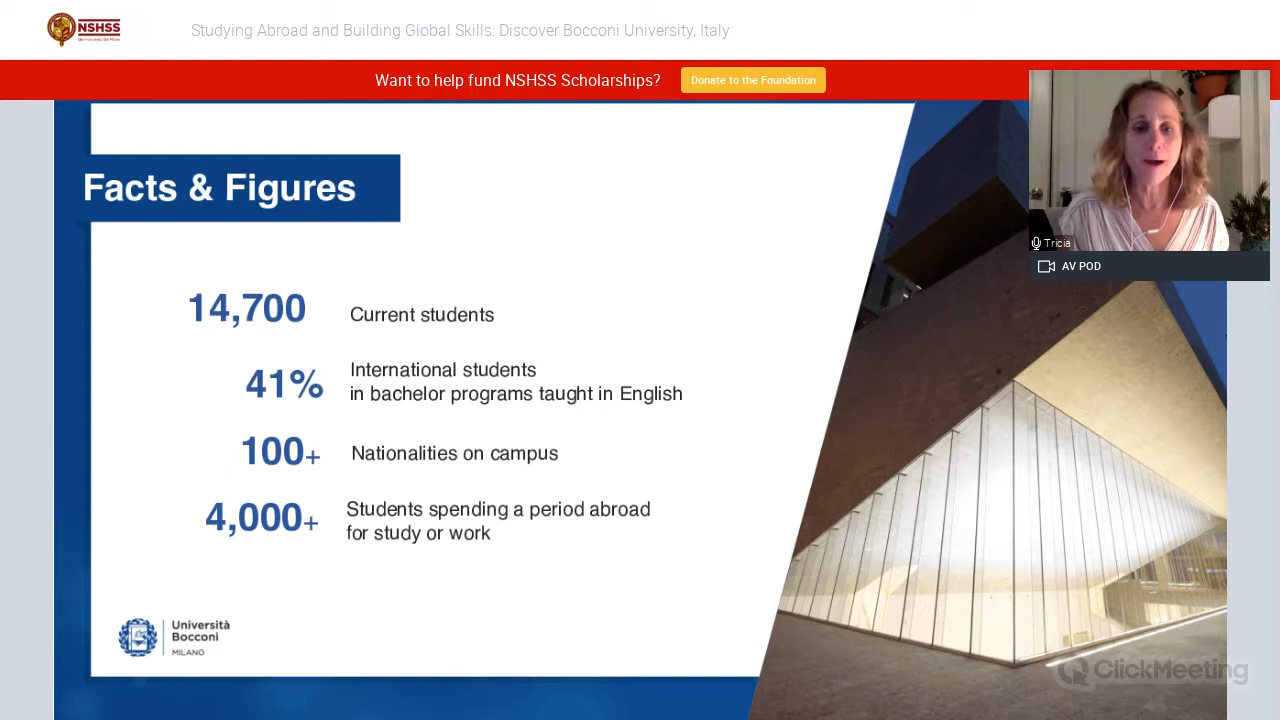 NSHSS
Studying Abroad and Building Global Skills: Discover Bocconi University, Italy
Want to help fund NSHSS Scholarships?
Donate to the Foundation
Tricia
AV POD
Facts & Figures
14,700
Current students
41%
International students
in bachelor programs taught in English
100+
Nationalities on campus
4,000+
Students spending a period abroad
for study or work
Università
Bocconi
MILANO
ClickMeeting